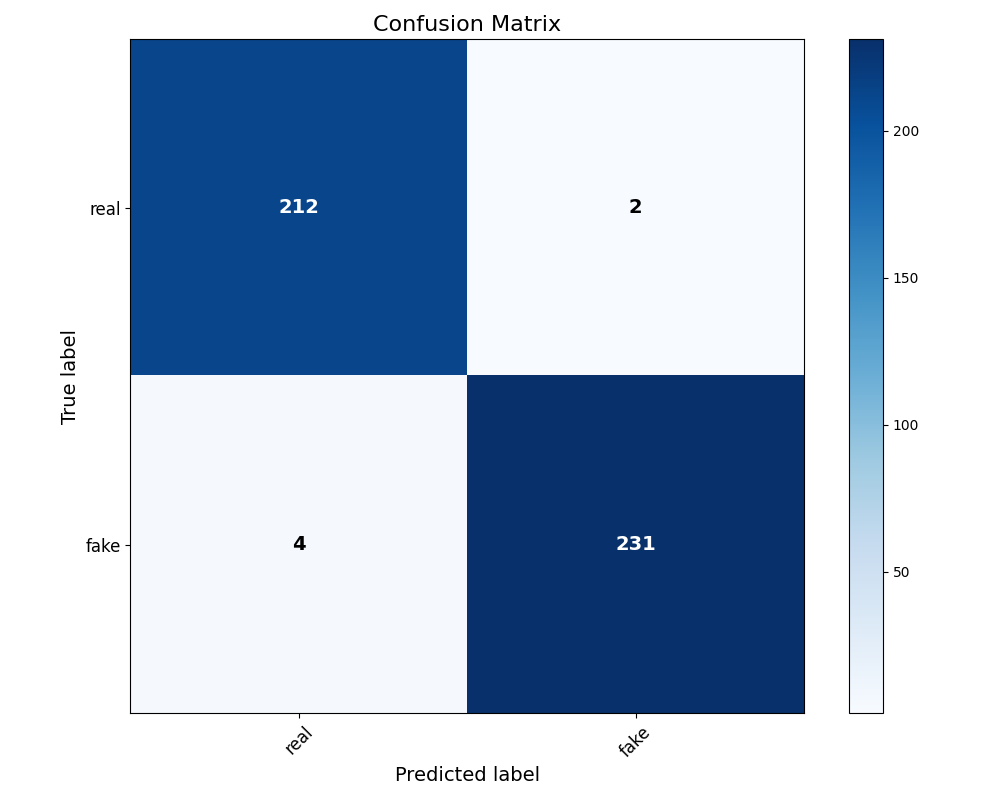 Confusion Matrix
real
212
2
True label
fake
4
231
real
fake
Predicted label
200
150
100
50